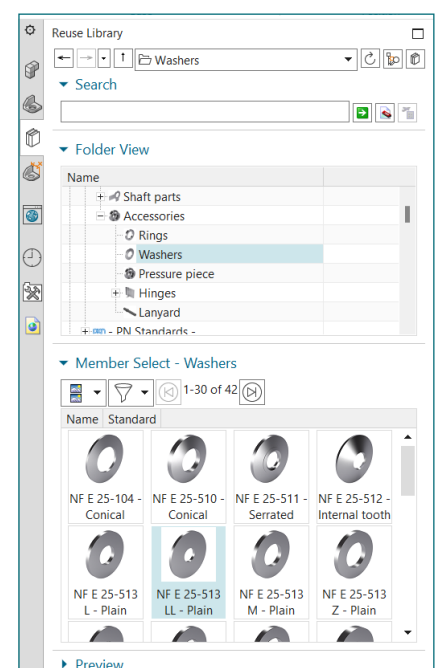 Reuse Library
Washers
Search
Folder View
Name
Shaft parts
Accessories
Rings
Washers
Pressure piece
Hinges
Lanyard
- PN Standards -
Member Select - Washers
1-30 of 42
Name Standard
NF E 25-104 -
Conical
NF E 25-510 -
Conical
NF E 25-511 -
Serrated
NF E 25-512 -
Internal tooth
NF E 25-513
L - Plain
NF E 25-513
LL - Plain
NF E 25-513
M - Plain
NF E 25-513
Z - Plain
Preview